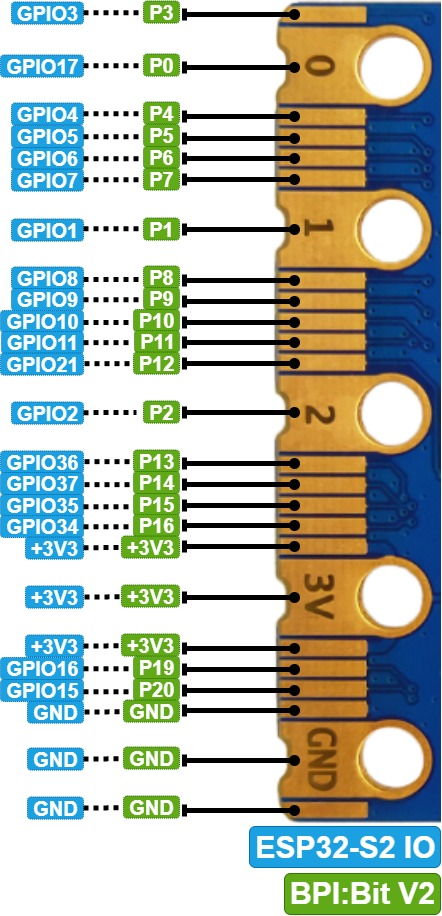 GPIO3 P3
GPIO17 P0 0
GPIO4 P4
GPIO5 P5
GPIO6 P6
GPIO7 P7
GPIO1 P1 1
GPIO8 P8
GPIO9 P9
GPIO10 P10
GPIO11 P11
GPIO21 P12
GPIO2 P2 2
GPIO36 P13
GPIO37 P14
GPIO35 P15
GPIO34 P16
+3V3 +3V3
+3V3 +3V3 3V
+3V3 +3V3
GPIO16 P19
GPIO15 P20
GND GND
GND GND GND
GND GND
ESP32-S2 IO
BPI:Bit V2